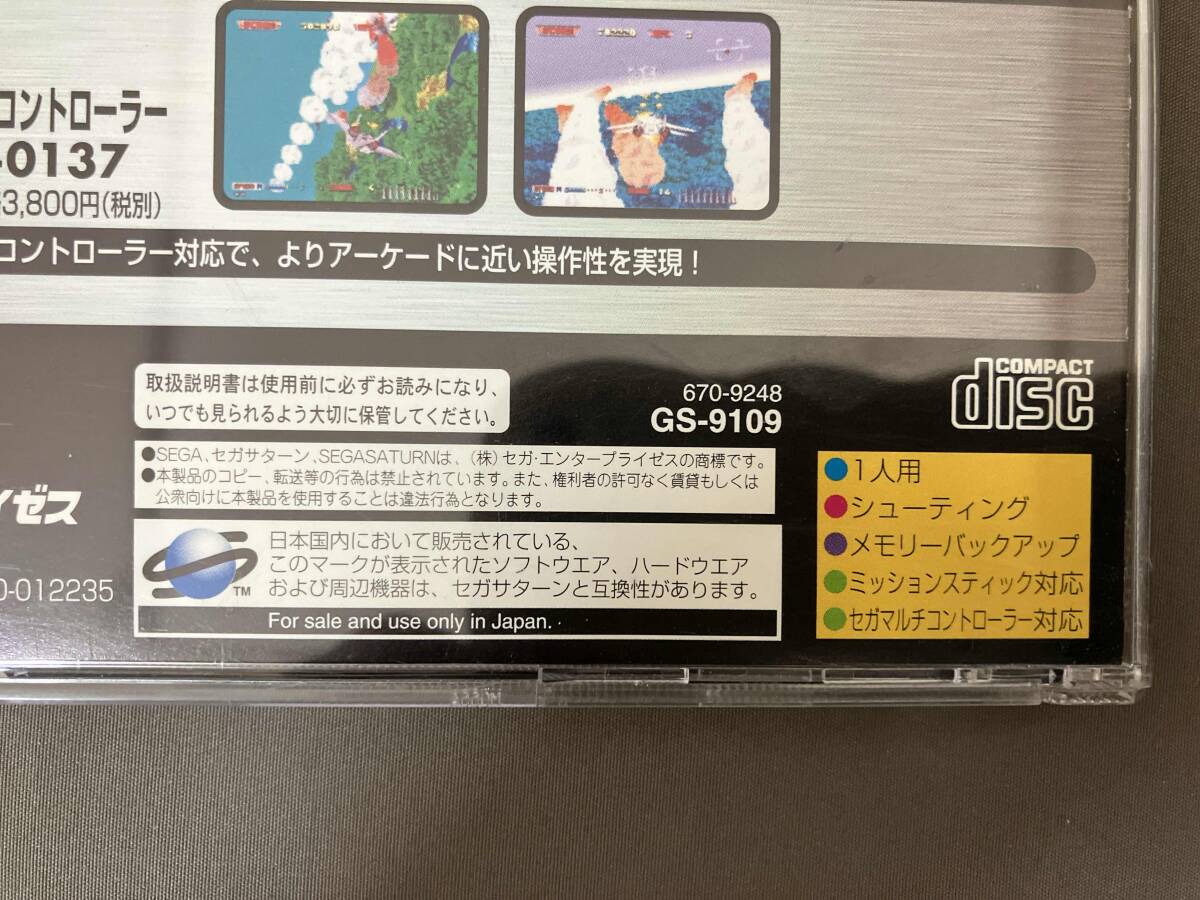 コントローラー
-0137
3,800円(税別)
コントローラー対応で、よりアーケードに近い操作性を実現！
取扱説明書は使用前に必ずお読みになり、
いつでも見られるよう大切に保管してください。
670-9248
GS-9109
COMPACT
disc
●SEGA、セガサターン、SEGASATURNは、(株)セガ・エンタープライゼスの商標です。
●本製品のコピー、転送等の行為は禁止されています。また、権利者の許可なく賃貸もしくは
公衆向けに本製品を使用することは違法行為となります。
イゼス
日本国内において販売されている、
このマークが表示されたソフトウエア、ハードウエア
および周辺機器は、セガサターンと互換性があります。
TM
For sale and use only in Japan.
0-012235
●1人用
●シューティング
●メモリーバックアップ
●ミッションスティック対応
●セガマルチコントローラー対応